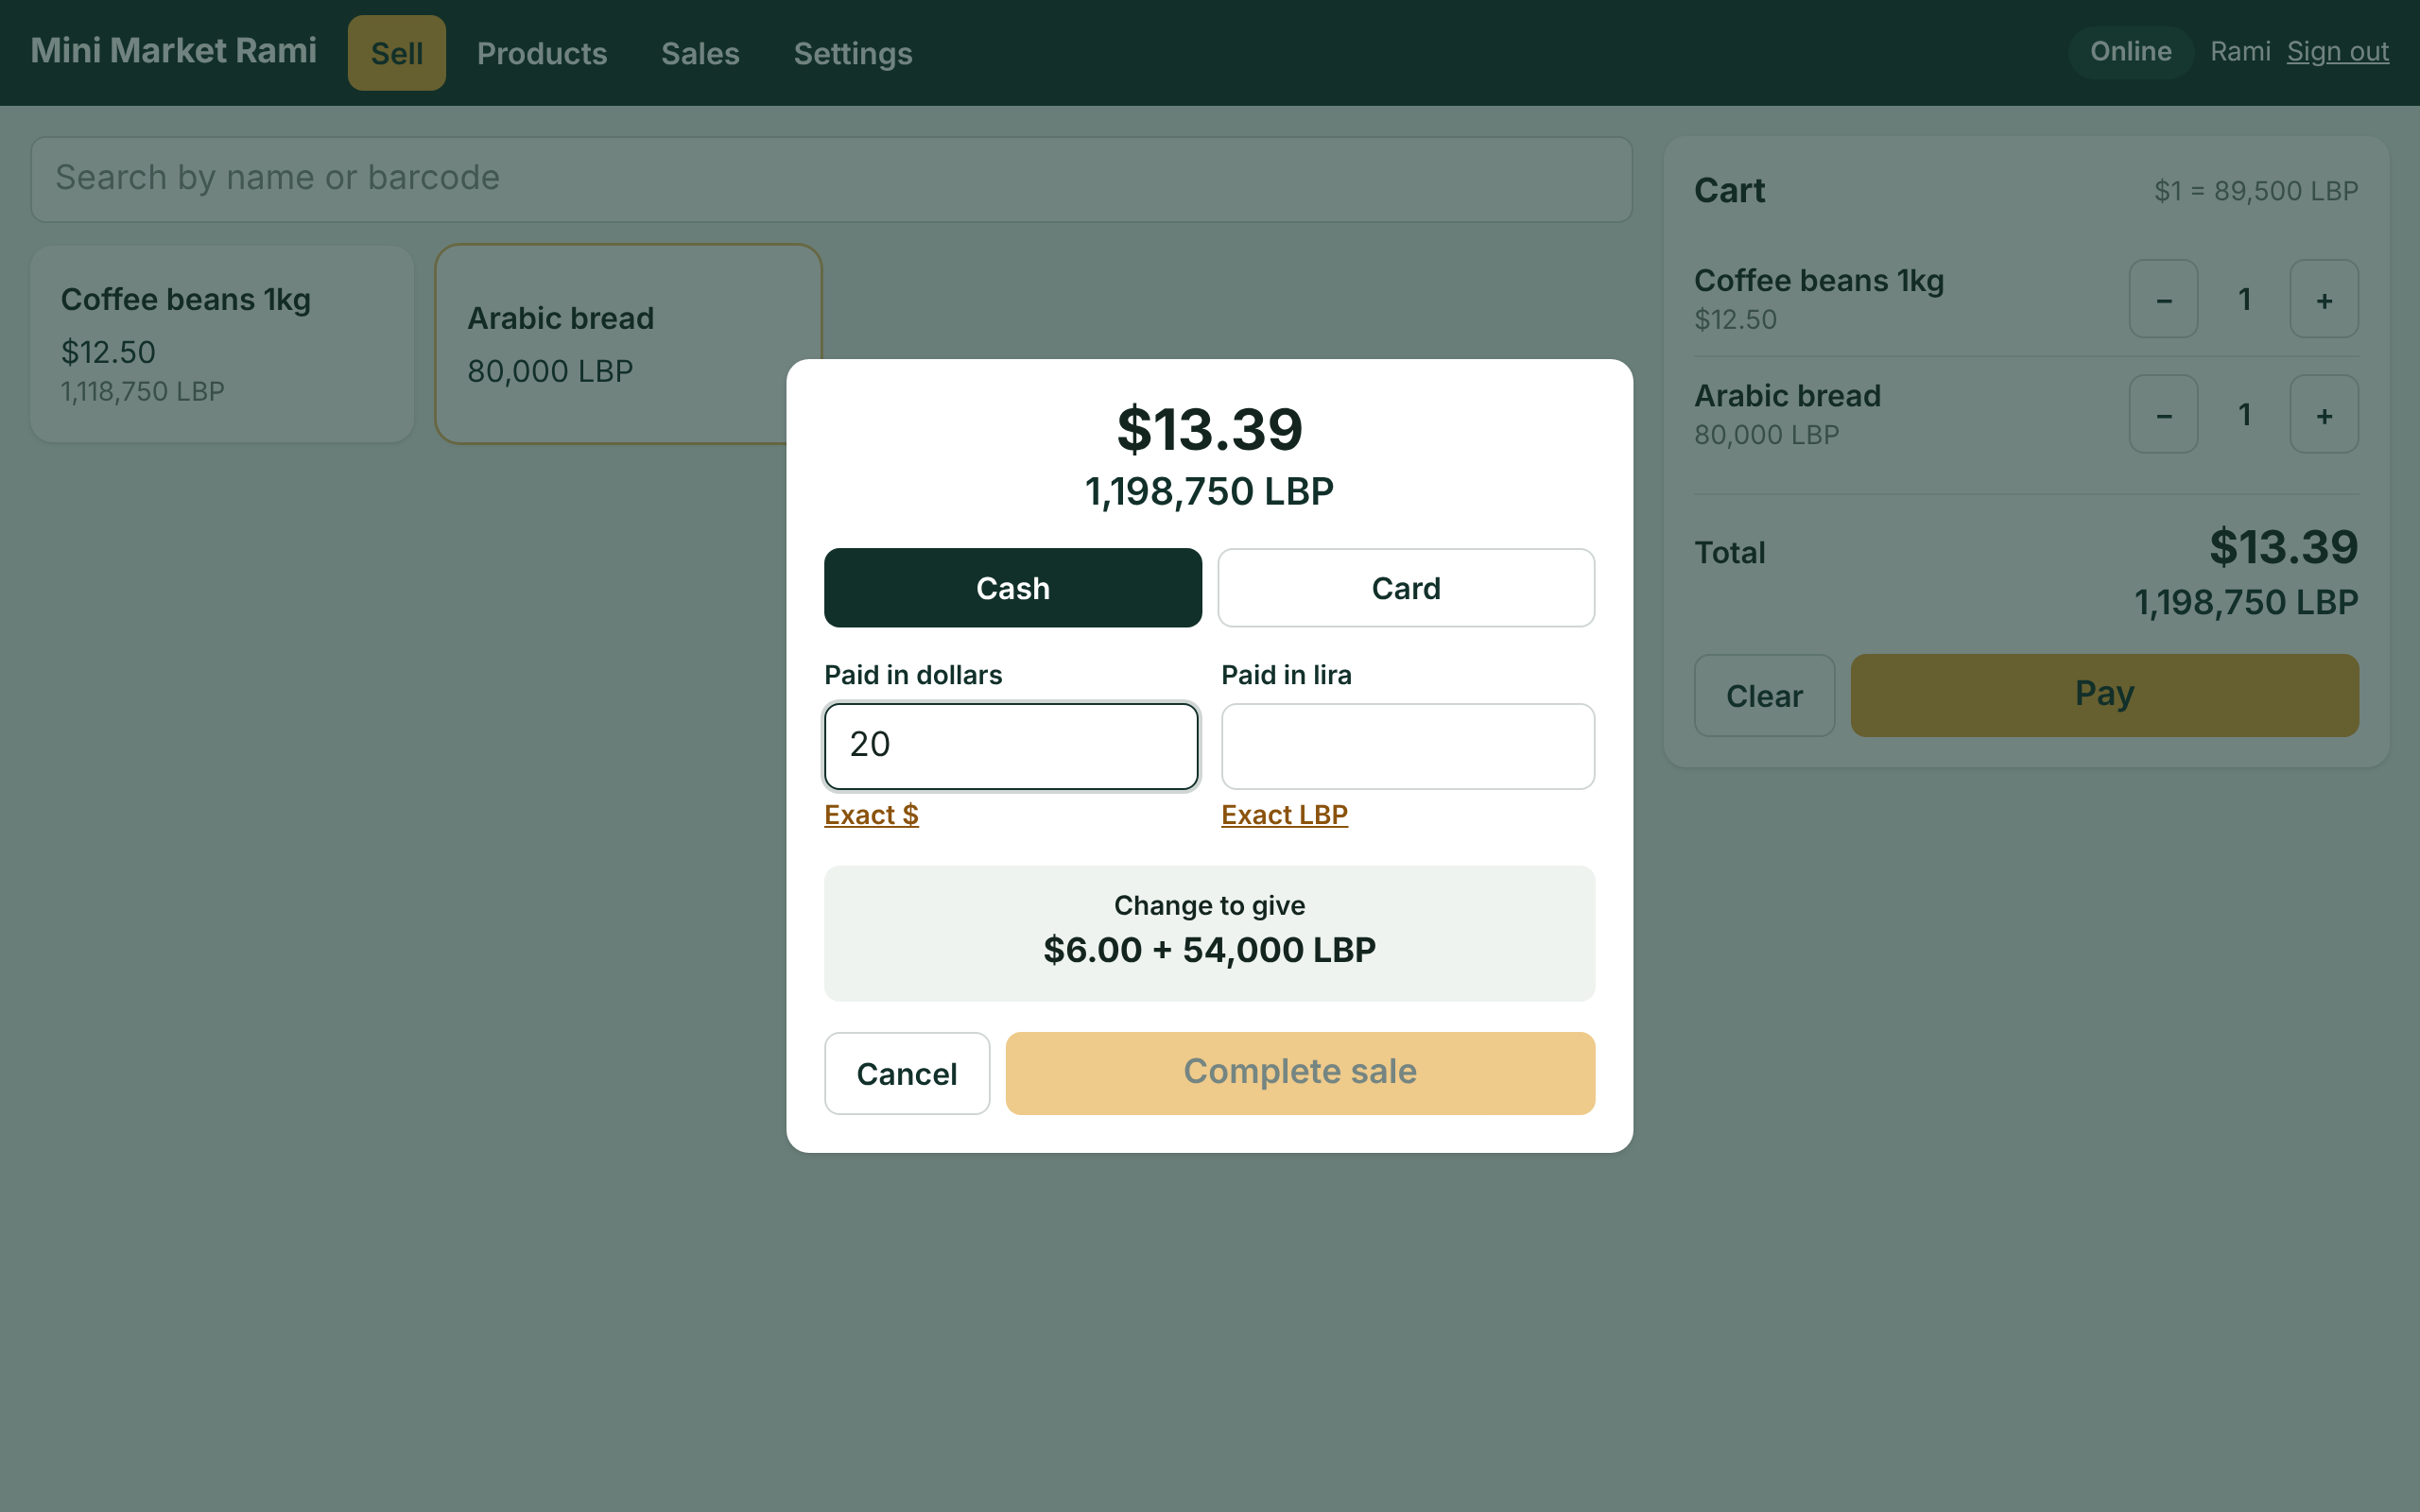 Mini Market Rami
Sell
Products
Sales
Settings
Online
Rami
Sign out
Search by name or barcode
Coffee beans 1kg
$12.50
1,118,750 LBP
Arabic bread
80,000 LBP
Cart
$1 = 89,500 LBP
Coffee beans 1kg
$12.50
− 1 +
Arabic bread
80,000 LBP
− 1 +
Total
$13.39
1,198,750 LBP
Clear
Pay
$13.39
1,198,750 LBP
Cash
Card
Paid in dollars
Paid in lira
20
Exact $
Exact LBP
Change to give
$6.00 + 54,000 LBP
Cancel
Complete sale